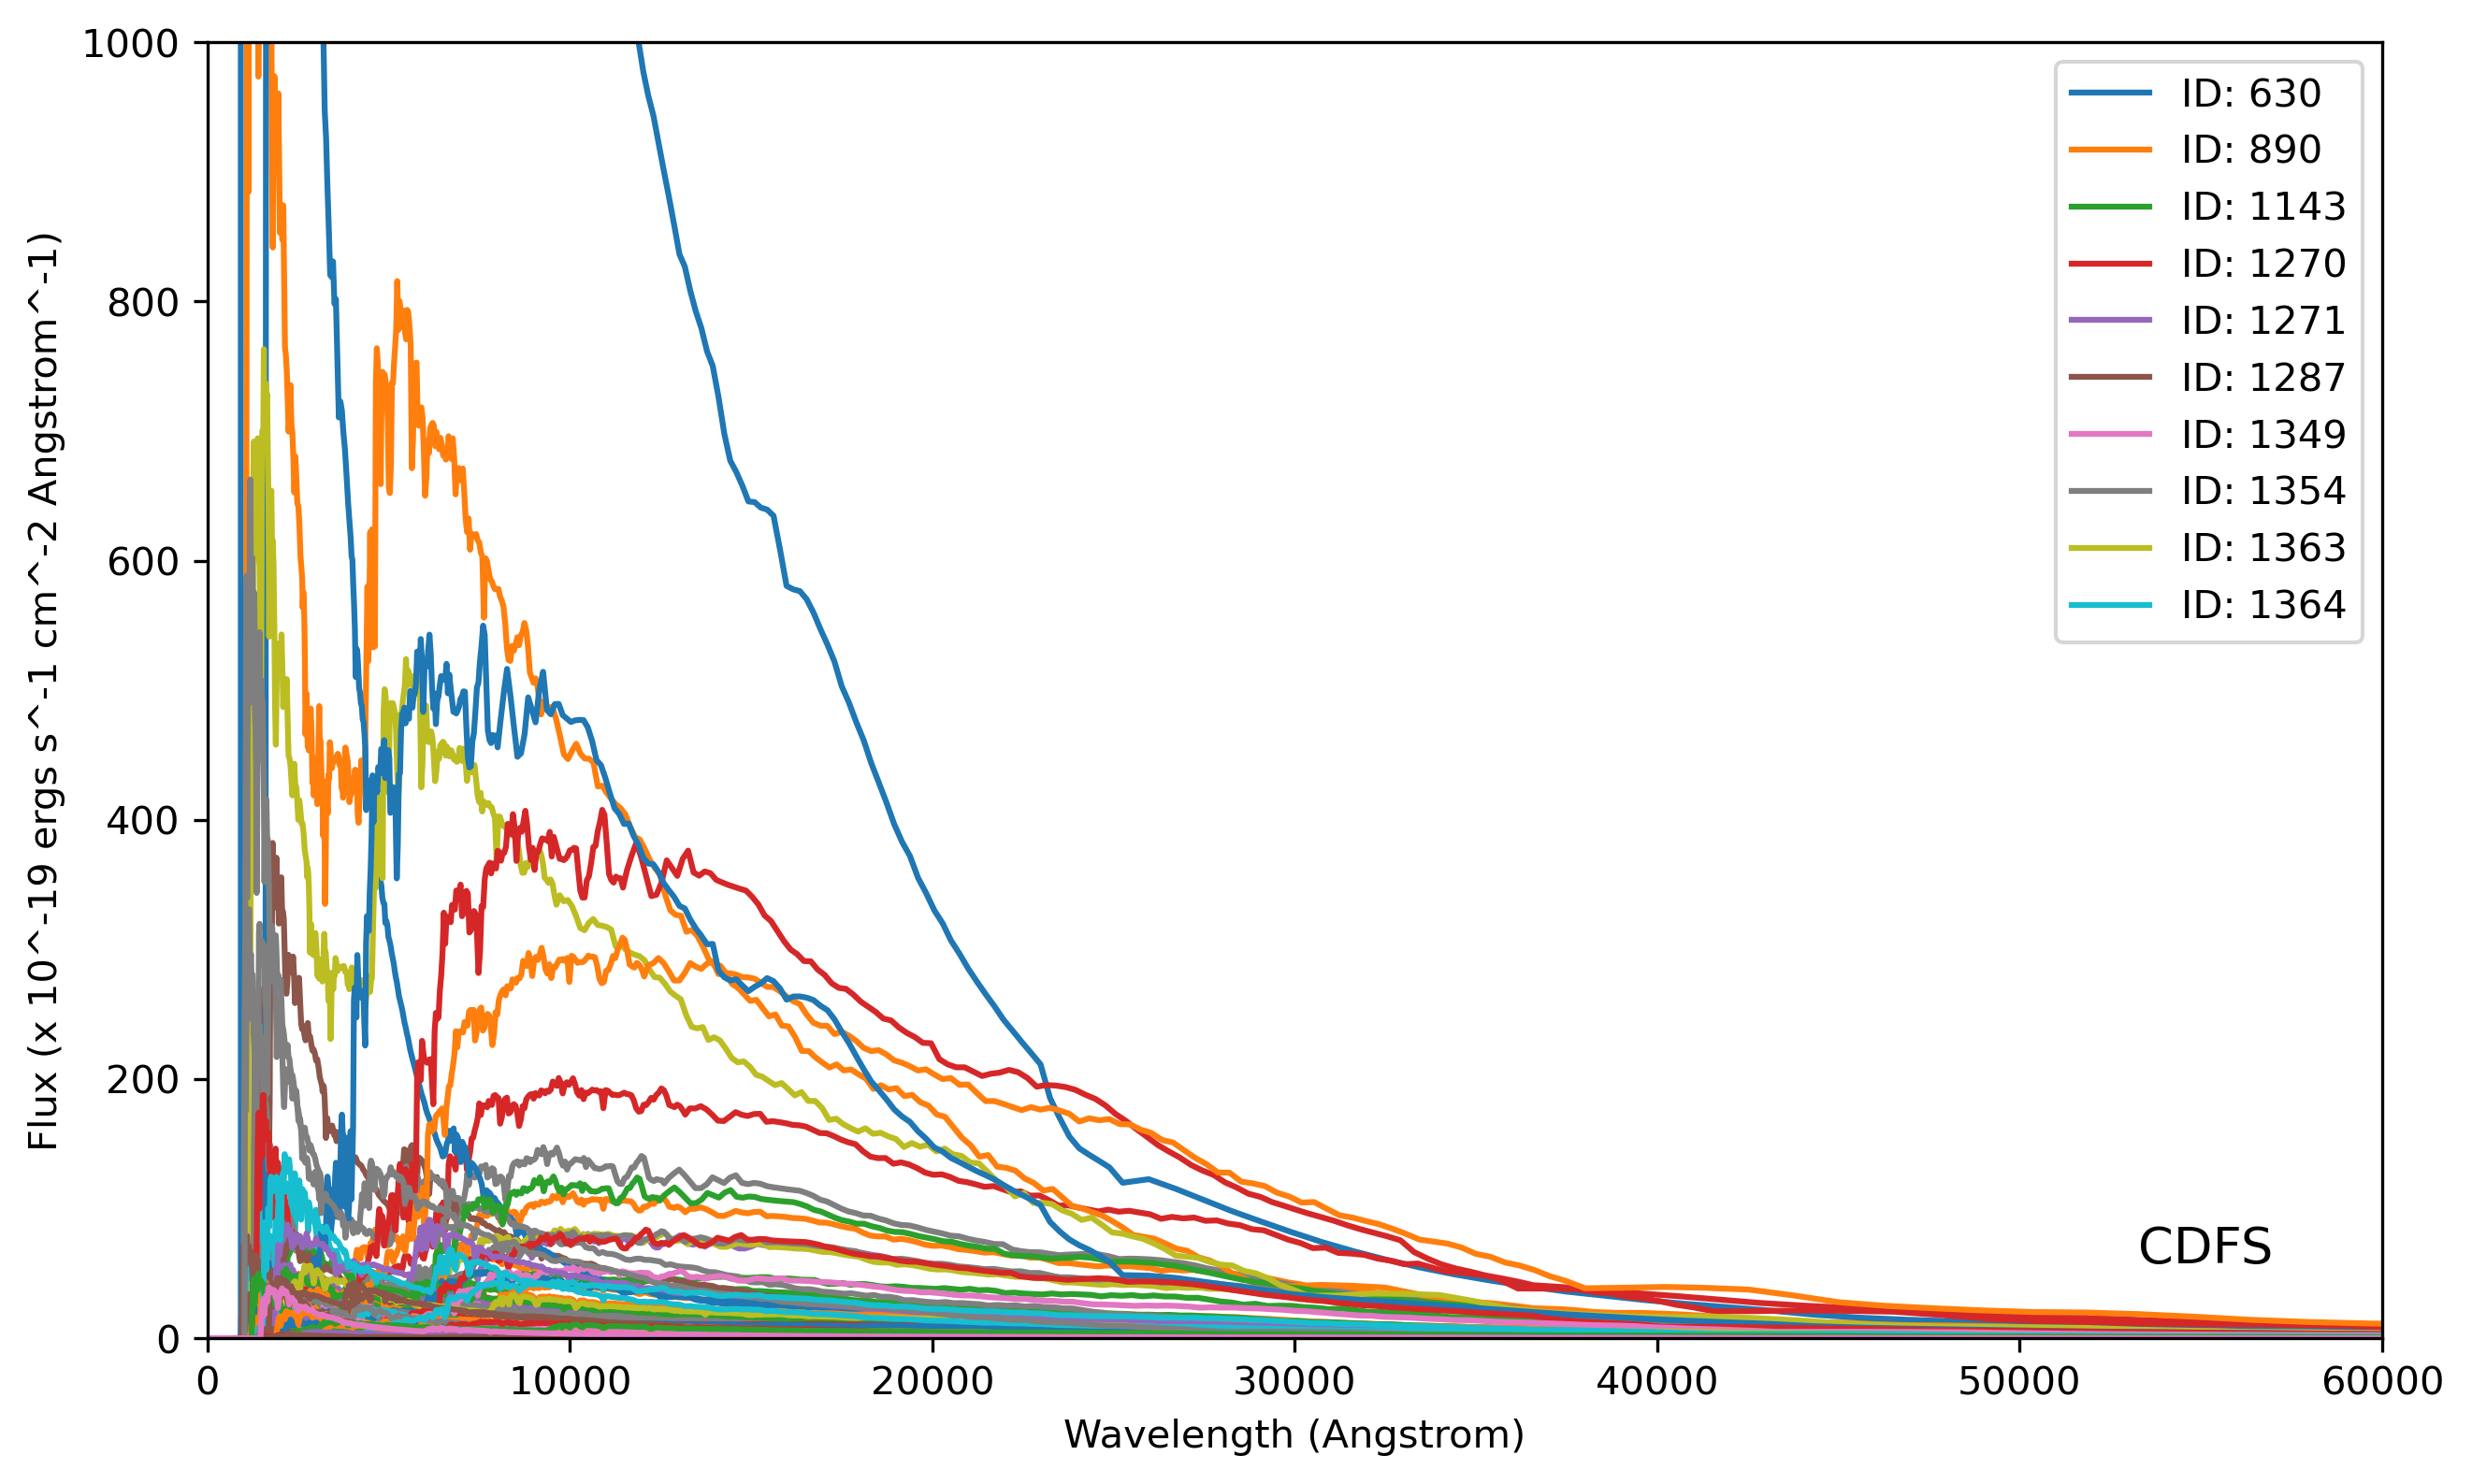 1000
800
600
400
200
0
Flux (x 10^-19 ergs s^-1 cm^-2 Angstrom^-1)
ID: 630
ID: 890
ID: 1143
ID: 1270
ID: 1271
ID: 1287
ID: 1349
ID: 1354
ID: 1363
ID: 1364
CDFS
0 10000 20000 30000 40000 50000 60000
Wavelength (Angstrom)